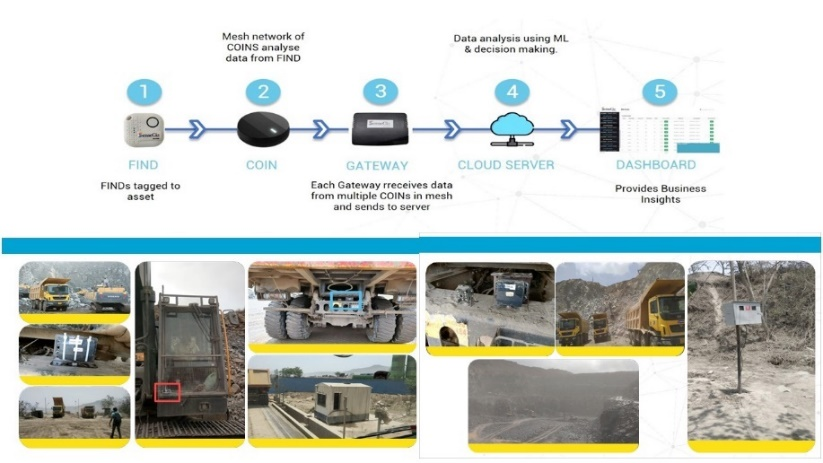 Mesh network of
COINS analyse
data from FIND
Data analysis using ML
& decision making.
1
2
3
4
5
FIND
COIN
GATEWAY
CLOUD SERVER
DASHBOARD
FINDs tagged to
asset
Each Gateway rreceives data
from multiple COINs in mesh
and sends to server
Provides Business
Insights